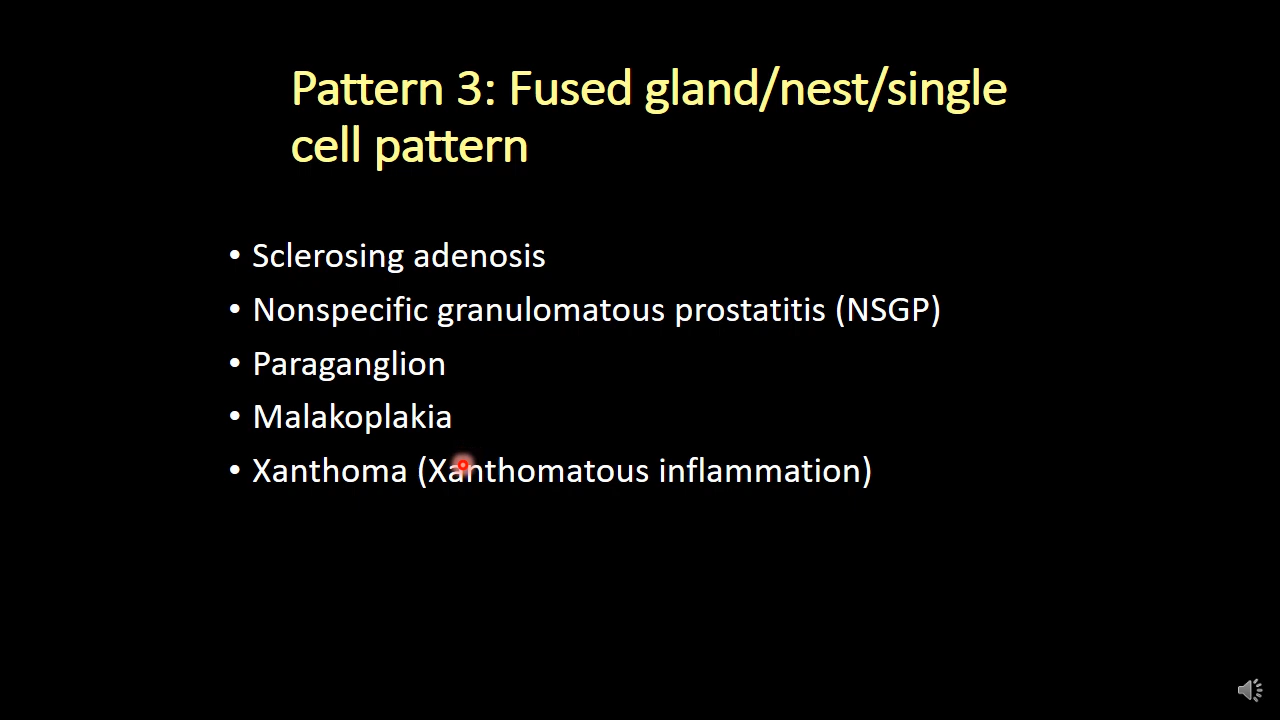 Pattern 3: Fused gland/nest/single
cell pattern
• Sclerosing adenosis
• Nonspecific granulomatous prostatitis (NSGP)
• Paraganglion
• Malakoplakia
• Xanthoma (Xanthomatous inflammation)